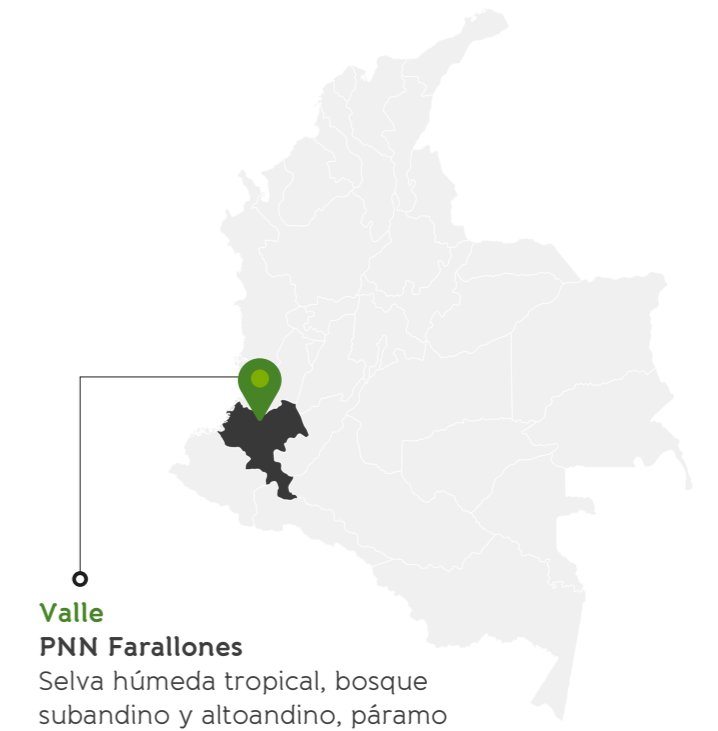 Valle
PNN Farallones
Selva húmeda tropical, bosque
subandino y altoandino, páramo